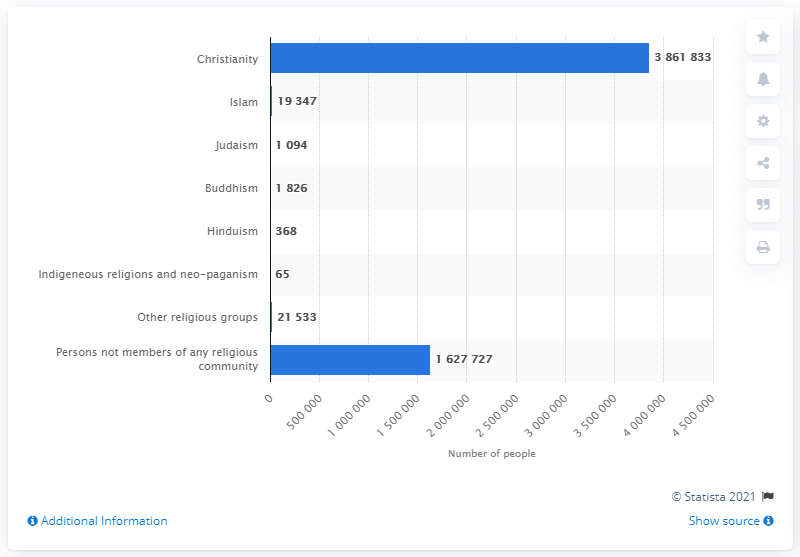 Christianity 3 861 833
Islam 19 347
Judaism 1 094
Buddhism 1 826
Hinduism 368
Indigeneous religions and neo-paganism 65
Other religious groups 21 533
Persons not members of any religious
community 1 627 727
0 500 000 1 000 000 1 500 000 2 000 000 2 500 000 3 000 000 3 500 000 4 000 000 4 500 000
Number of people
© Statista 2021
Additional Information Show source